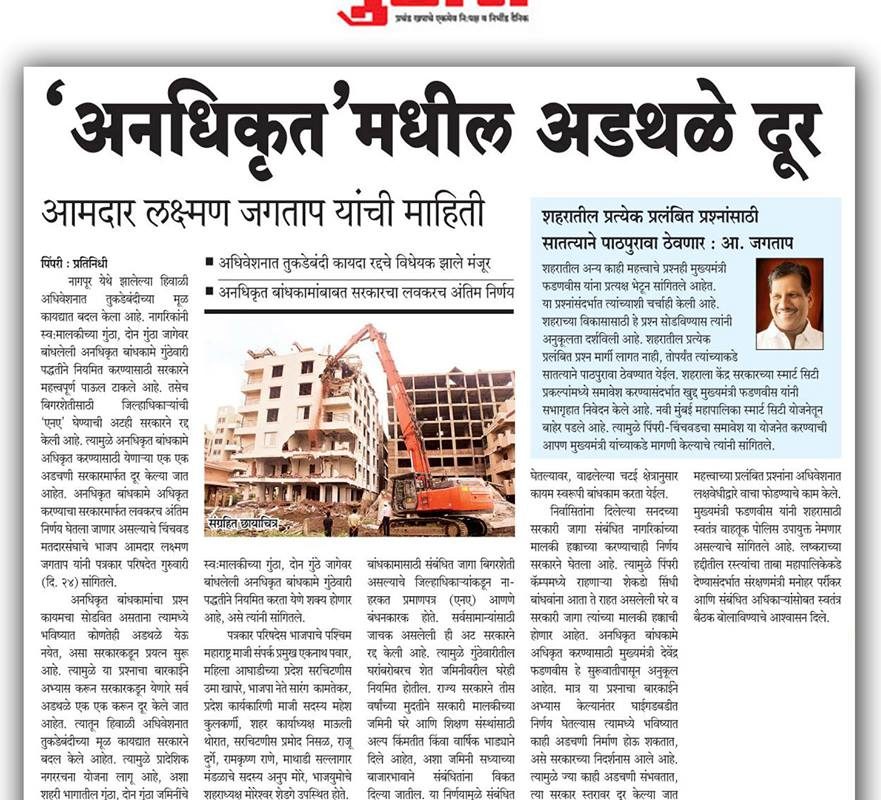 प्रचंड खपाचे एकमेव नि:पक्ष व निर्भीड दैनिक
‘अनधिकृत’मधील अडथळे दूर
आमदार लक्ष्मण जगताप यांची माहिती
पिंपरी : प्रतिनिधी
नागपूर येथे झालेल्या हिवाळी
अधिवेशनात तुकडेबंदीच्या मूळ
कायद्यात बदल केला आहे. नागरिकांनी
स्व:मालकीच्या गुंठा, दोन गुंठा जागेवर
बांधलेली अनधिकृत बांधकामे गुंठेवारी
पद्धतीने नियमित करण्यासाठी सरकारने
महत्त्वपूर्ण पाऊल टाकले आहे. तसेच
बिगरशेतीसाठी जिल्हाधिकाऱ्यांची
'एनए' घेण्याची अटही सरकारने रद्द
केली आहे. त्यामुळे अनधिकृत बांधकामे
अधिकृत करण्यासाठी येणाऱ्या एक एक
अडचणी सरकारमार्फत दूर केल्या जात
आहेत. अनधिकृत बांधकामे अधिकृत
करण्याचा सरकारमार्फत लवकरच अंतिम
निर्णय घेतला जाणार असल्याचे चिंचवड
मतदारसंघाचे भाजप आमदार लक्ष्मण
जगताप यांनी पत्रकार परिषदेत गुरुवारी
(दि. २४) सांगितले.
अनधिकृत बांधकामांचा प्रश्न
कायमचा सोडवित असताना त्यामध्ये
भविष्यात कोणतेही अडथळे येऊ
नयेत, असा सरकारकडून प्रयत्न सुरू
आहे. त्यामुळे या प्रश्नाचा बारकाईने
अभ्यास करून सरकारकडून येणारे सर्व
अडथळे एक एक करून दूर केले जात
आहेत. त्यातून हिवाळी अधिवेशनात
तुकडेबंदीच्या मूळ कायद्यात सरकारने
बदल केले आहेत. त्यामुळे प्रादेशिक
नगररचना योजना लागू आहे, अशा
शहरी भागातील गुंठा, दोन गुंठा जमिनींचे
■ अधिवेशनात तुकडेबंदी कायदा रद्दचे विधेयक झाले मंजूर
■ अनधिकृत बांधकामांबाबत सरकारचा लवकरच अंतिम निर्णय
संग्रहित छायाचित्र
स्व:मालकीच्या गुंठा, दोन गुंठे जागेवर
बांधलेली अनधिकृत बांधकामे गुंठेवारी
पद्धतीने नियमित करता येणे शक्य होणार
आहे, असे त्यांनी सांगितले.
पत्रकार परिषदेस भाजपाचे पश्चिम
महाराष्ट्र माजी संपर्क प्रमुख एकनाथ पवार,
महिला आघाडीच्या प्रदेश सरचिटणीस
उमा खापरे, भाजपा नेते सारंग कामतेकर,
प्रदेश कार्यकारिणी माजी सदस्य महेश
कुलकर्णी, शहर कार्याध्यक्ष माऊली
थोरात, सरचिटणीस प्रमोद निसळ, राजू
दुर्गे, रामकृष्ण राणे, माथाडी सल्लागार
मंडळाचे सदस्य अनुप मोरे, भाजयुमोचे
शहराध्यक्ष मोरेश्वर शेडगे उपस्थित होते.
बांधकामासाठी संबंधित जागा बिगरशेती
असल्याचे जिल्हाधिकाऱ्यांकडून ना-
हरकत प्रमाणपत्र (एनए) आणणे
बंधनकारक होते. सर्वसामान्यांसाठी
जाचक असलेली ही अट सरकारने
रद्द केली आहे. त्यामुळे गुंठेवारीतील
घरांबरोबरच शेत जमिनीवरील घरेही
नियमित होतील. राज्य सरकारने तीस
वर्षांच्या मुदतीने सरकारी मालकीच्या
जमिनी घरे आणि शिक्षण संस्थांसाठी
अल्प किंमतीत किंवा वार्षिक भाड्याने
दिले आहेत, अशा जमिनी सध्याच्या
बाजारभावाने संबंधितांना विकत
दिल्या जातील. या निर्णयामुळे संबंधित
शहरातील प्रत्येक प्रलंबित प्रश्नांसाठी
सातत्याने पाठपुरावा ठेवणार : आ. जगताप
शहरातील अन्य काही महत्वाचे प्रश्नही मुख्यमंत्री
फडणवीस यांना प्रत्यक्ष भेटून सांगितले आहेत.
या प्रश्नांसंदर्भात त्यांच्याशी चर्चाही केली आहे.
शहराच्या विकासासाठी हे प्रश्न सोडविण्यास त्यांनी
अनुकूलता दर्शविली आहे. शहरातील प्रत्येक
प्रलंबित प्रश्न मार्गी लागत नाही, तोपर्यंत त्यांच्याकडे
सातत्याने पाठपुरावा ठेवण्यात येईल. शहराला केंद्र सरकारच्या स्मार्ट सिटी
प्रकल्पांमध्ये समावेश करण्यासंदर्भात खुद्द मुख्यमंत्री फडणवीस यांनी
सभागृहात निवेदन केले आहे. नवी मुंबई महापालिका स्मार्ट सिटी योजनेतून
बाहेर पडले आहे. त्यामुळे पिंपरी-चिंचवडचा समावेश या योजनेत करण्याची
आपण मुख्यमंत्री यांच्याकडे मागणी केल्याचे त्यांनी सांगितले.
घेतल्यावर, वाढलेल्या चटई क्षेत्रानुसार
कायम स्वरूपी बांधकाम करता येईल.
निर्वासितांना दिलेल्या सनदच्या
सरकारी जागा संबंधित नागरिकांच्या
मालकी हक्काच्या करण्याचाही निर्णय
सरकारने घेतला आहे. त्यामुळे पिंपरी
कॅम्पमध्ये राहणाऱ्या शेकडो सिंधी
बांधवांना आता ते राहत असलेली घरे व
सरकारी जागा त्यांच्या मालकी हक्काची
होणार आहेत. अनधिकृत बांधकामे
अधिकृत करण्यासाठी मुख्यमंत्री देवेंद्र
फडणवीस हे सुरूवातीपासून अनुकूल
आहेत. मात्र या प्रश्नाचा बारकाईने
अभ्यास केल्यानंतर घाईगडबडीत
निर्णय घेतल्यास त्यामध्ये भविष्यात
काही अडचणी निर्माण होऊ शकतात,
असे सरकारच्या निदर्शनास आले आहे.
त्यामुळे ज्या काही अडचणी संभवतात,
त्या सरकार स्तरावर दूर केल्या जात
महत्वाच्या प्रलंबित प्रश्नांना अधिवेशनात
लक्षवेधीद्वारे वाचा फोडण्याचे काम केले.
मुख्यमंत्री फडणवीस यांनी शहरासाठी
स्वतंत्र वाहतूक पोलिस उपायुक्त नेमणार
असल्याचे सांगितले आहे. लष्कराच्या
हद्दीतील रस्त्यांचा ताबा महापालिकेकडे
देण्यासंदर्भात संरक्षणमंत्री मनोहर पर्रीकर
आणि संबंधित अधिकाऱ्यांसोबत स्वतंत्र
बैठक बोलाविण्याचे आश्वासन दिले.